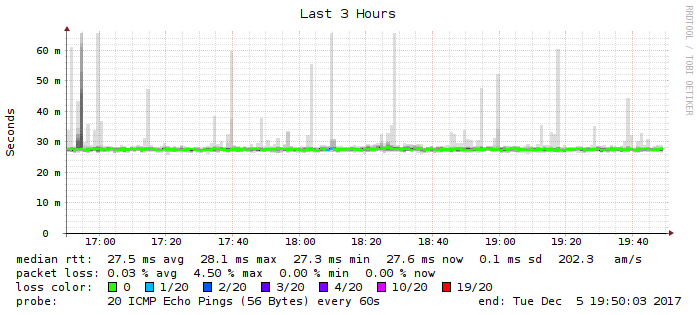 Last 3 Hours
RRDTOOL / TOBI OETIKER
Seconds
60 m
50 m
40 m
30 m
20 m
10 m
0
17:00 17:20 17:40 18:00 18:20 18:40 19:00 19:20 19:40
median rtt: 27.5 ms avg 28.1 ms max 27.3 ms min 27.6 ms now 0.1 ms sd 202.3 am/s
packet loss: 0.03 % avg 4.50 % max 0.00 % min 0.00 % now
loss color: 0 1/20 2/20 3/20 4/20 10/20 19/20
probe: 20 ICMP Echo Pings (56 Bytes) every 60s end: Tue Dec 5 19:50:03 2017